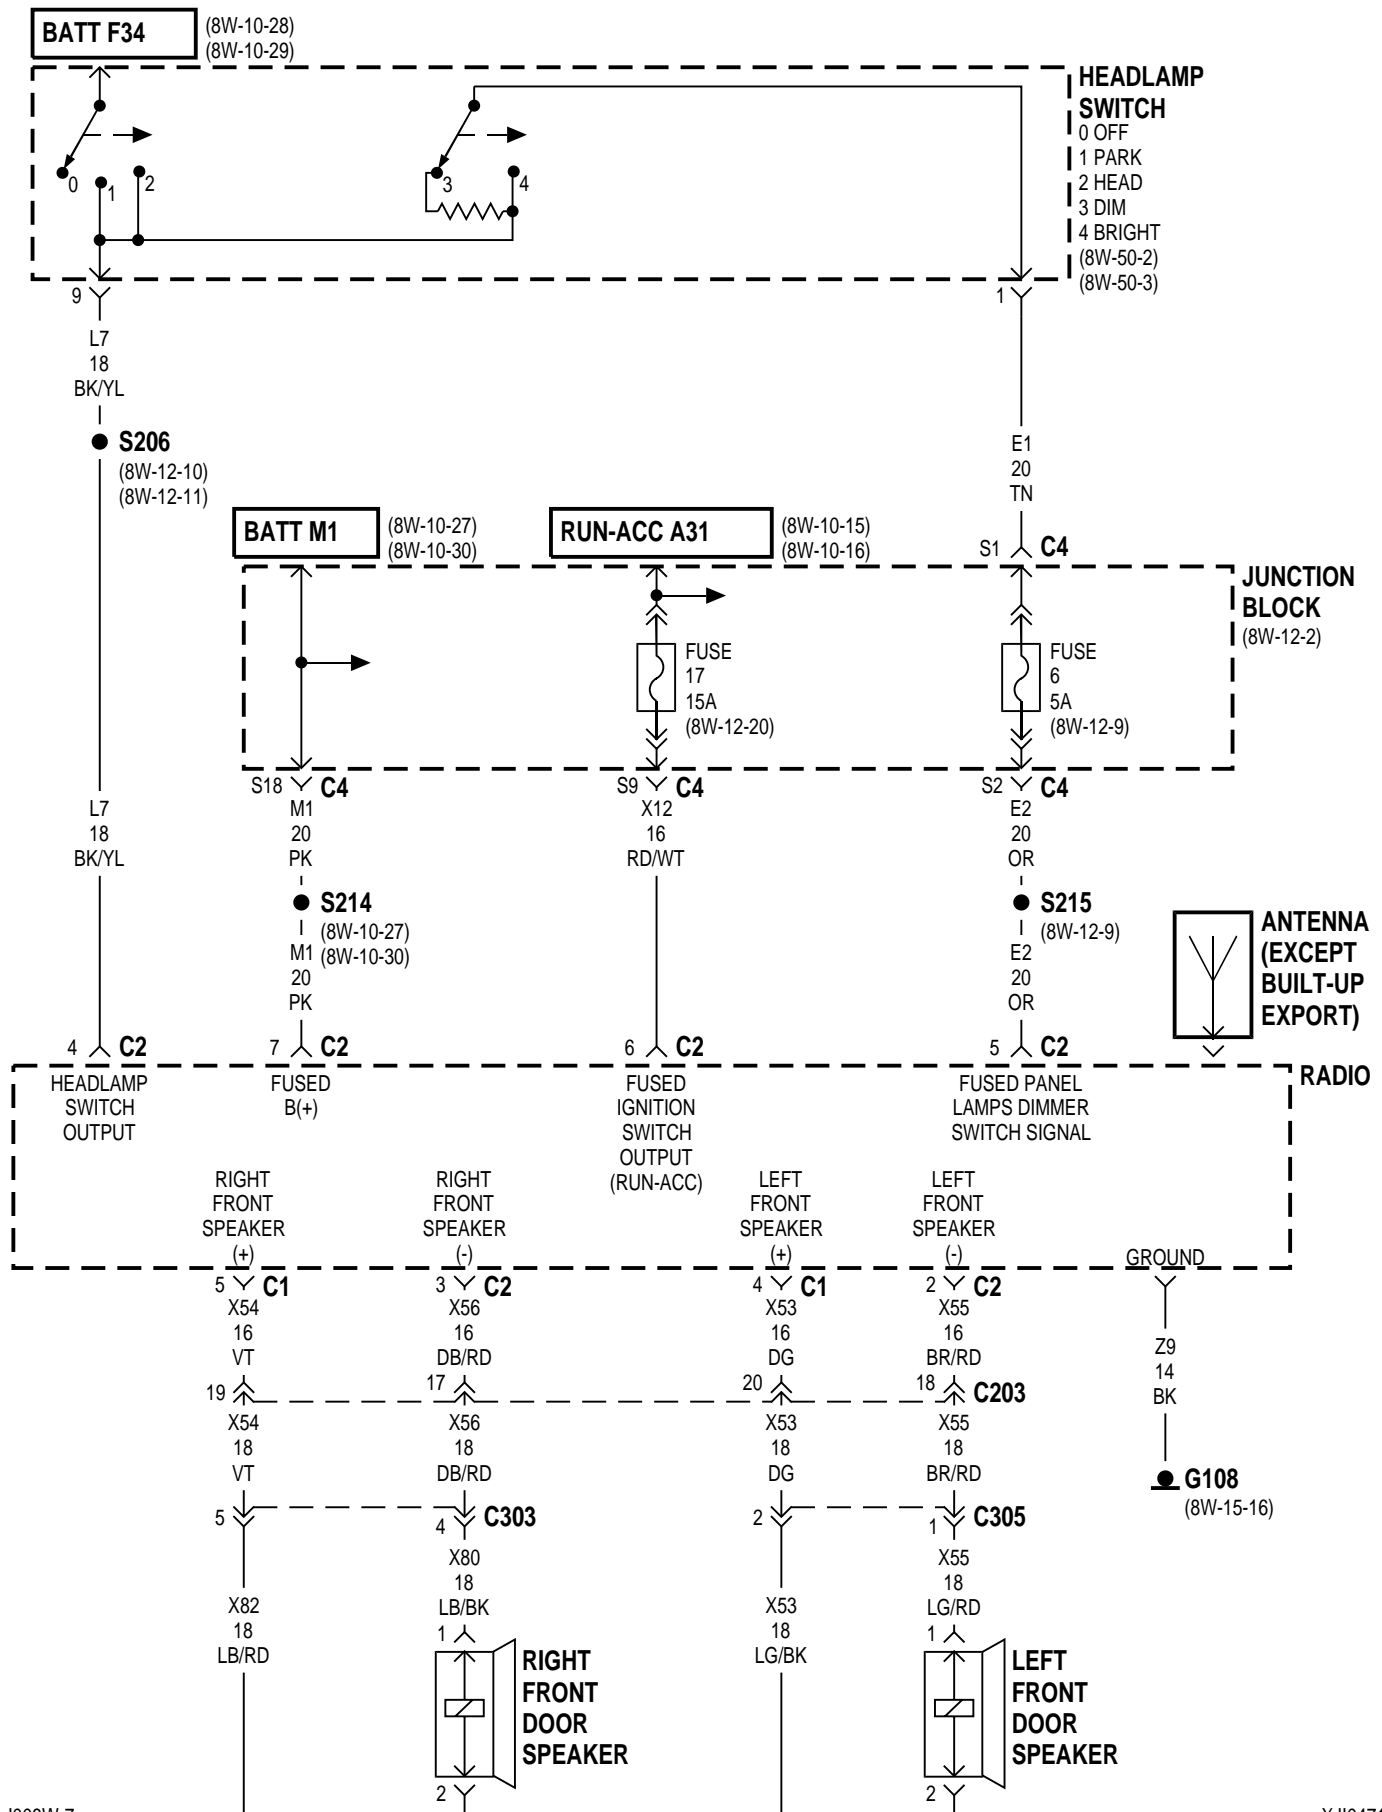 BATT F34
(8W-10-28)
(8W-10-29)
HEADLAMP
SWITCH
0 OFF
1 PARK
2 HEAD
3 DIM
4 BRIGHT
(8W-50-2)
(8W-50-3)
0
1
2
3
4
9
1
L7
18
BK/YL
S206
(8W-12-10)
(8W-12-11)
E1
20
TN
BATT M1
(8W-10-27)
(8W-10-30)
RUN-ACC A31
(8W-10-15)
(8W-10-16)
S1
C4
JUNCTION
BLOCK
(8W-12-2)
FUSE
17
15A
(8W-12-20)
FUSE
6
5A
(8W-12-9)
S18
C4
S9
C4
S2
C4
L7
18
BK/YL
M1
20
PK
X12
16
RD/WT
E2
20
OR
S214
(8W-10-27)
(8W-10-30)
S215
(8W-12-9)
M1
20
PK
E2
20
OR
ANTENNA
(EXCEPT
BUILT-UP
EXPORT)
4
C2
7
C2
6
C2
5
C2
RADIO
HEADLAMP
SWITCH
OUTPUT
FUSED
B(+)
FUSED
IGNITION
SWITCH
OUTPUT
(RUN-ACC)
FUSED PANEL
LAMPS DIMMER
SWITCH SIGNAL
RIGHT
FRONT
SPEAKER
(+)
RIGHT
FRONT
SPEAKER
(-)
LEFT
FRONT
SPEAKER
(+)
LEFT
FRONT
SPEAKER
(-)
GROUND
5
C1
3
C2
4
C1
2
C2
X54
16
VT
X56
16
DB/RD
X53
16
DG
X55
16
BR/RD
Z9
14
BK
19
17
20
18
C203
X54
18
VT
X56
18
DB/RD
X53
18
DG
X55
18
BR/RD
G108
(8W-15-16)
5
4
C303
2
1
C305
X82
18
LB/RD
X80
18
LB/BK
X53
18
LG/BK
X55
18
LG/RD
1
1
RIGHT
FRONT
DOOR
SPEAKER
LEFT
FRONT
DOOR
SPEAKER
2
2